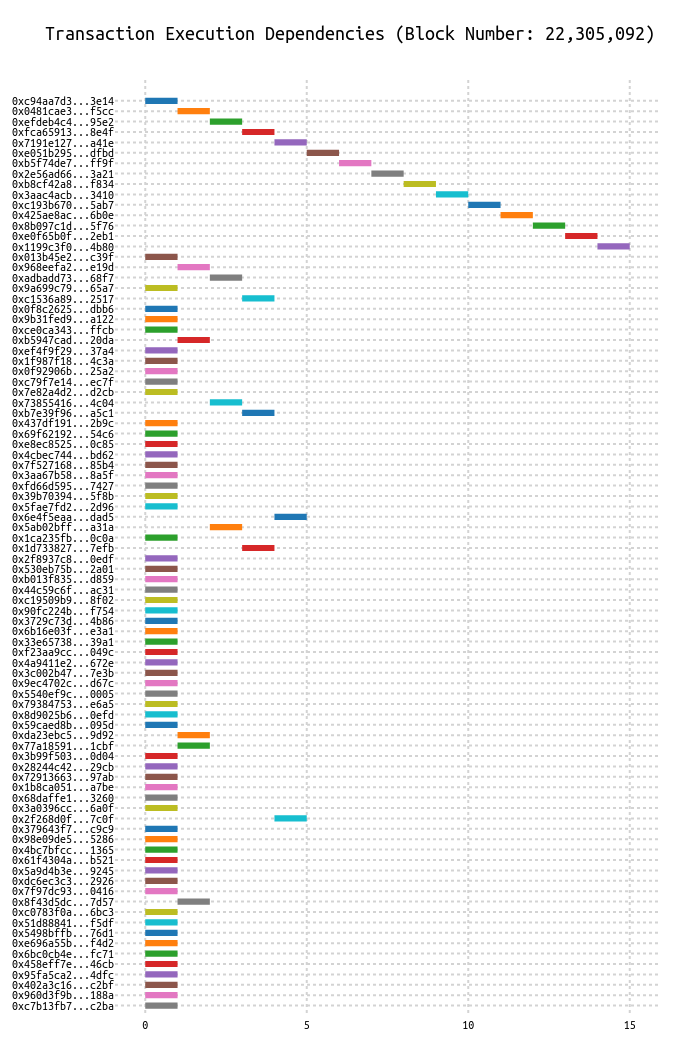 Transaction Execution Dependencies (Block Number: 22,305,092)
0xc94aa7d3...3e14
0x0481cae3...f5cc
0xefdeb4c4...95e2
0xfca65913...8e4f
0x7191e127...a41e
0xe051b295...dfbd
0xb5f74de7...ff9f
0x2e56ad66...3a21
0xb8cf42a8...f834
0x3aac4acb...3410
0xc193b670...5ab7
0x425ae8ac...6b0e
0x8b097c1d...5f76
0xe0f65b0f...2eb1
0x1199c3f0...4b80
0x013b45e2...c39f
0x968eefa2...e19d
0xadbadd73...68f7
0x9a699c79...65a7
0xc1536a89...2517
0x0f8c2625...dbb6
0x9b31fed9...a122
0xce0ca343...ffcb
0xb5947cad...20da
0xef4f9f29...37a4
0x1f987f18...4c3a
0x0f92906b...25a2
0xc79f7e14...ec7f
0x7e82a4d2...d2cb
0x73855416...4c04
0xb7e39f96...a5c1
0x437df191...2b9c
0x69f62192...54c6
0xe8ec8525...0c85
0x4cbec744...bd62
0x7f527168...85b4
0x3aa67b58...8a5f
0xfd66d595...7427
0x39b70394...5f8b
0x5fae7fd2...2d96
0x6e4f5eaa...dad5
0x5ab02bff...a31a
0x1ca235fb...0c0a
0x1d733827...7efb
0x2f8937c8...0edf
0x530eb75b...2a01
0xb013f835...d859
0x44c59c6f...ac31
0xc19509b9...8f02
0x90fc224b...f754
0x3729c73d...4b86
0x6b16e03f...e3a1
0x33e65738...39a1
0xf23aa9cc...049c
0x4a9411e2...672e
0x3c002b47...7e3b
0x9ec4702c...d67c
0x5540ef9c...0005
0x79384753...e6a5
0x8d9025b6...0efd
0x59caed8b...095d
0xda23ebc5...9d92
0x77a18591...1cbf
0x3b99f503...0d04
0x28244c42...29cb
0x72913663...97ab
0x1b8ca051...a7be
0x68daffe1...3260
0x3a0396cc...6a0f
0x2f268d0f...7c0f
0x379643f7...c9c9
0x98e09de5...5286
0x4bc7bfcc...1365
0x61f4304a...b521
0x5a9d4b3e...9245
0xdc6ec3c3...2926
0x7f97dc93...0416
0x8f43d5dc...7d57
0xc0783f0a...6bc3
0x51d88841...f5df
0x5498bffb...76d1
0xe696a55b...f4d2
0x6bc0cb4e...fc71
0x458eff7e...46cb
0x95fa5ca2...4dfc
0x402a3c16...c2bf
0x960d3f9b...188a
0xc7b13fb7...c2ba
0 5 10 15